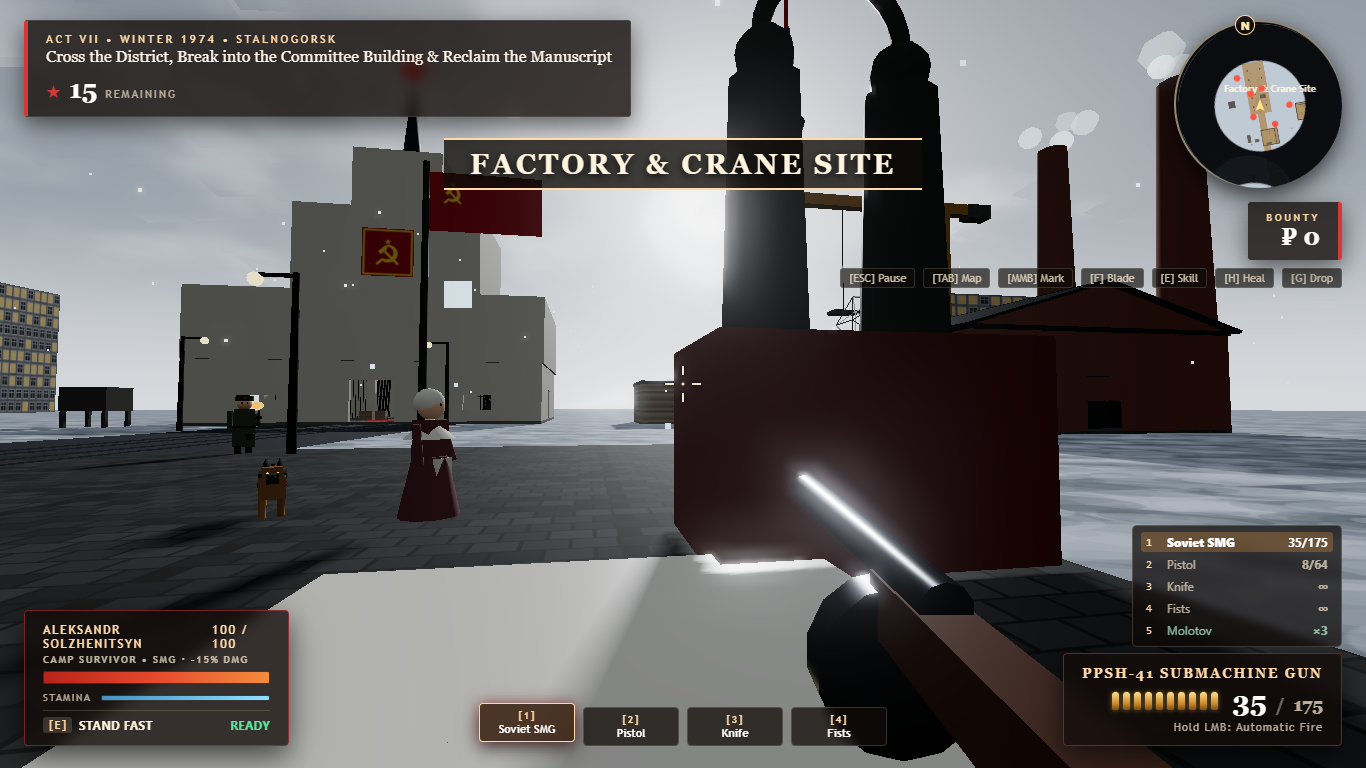 ACT VII • WINTER 1974 • STALNOGORSK
Cross the District, Break into the Committee Building & Reclaim the Manuscript
★ 15 REMAINING
N
Factory & Crane Site
FACTORY & CRANE SITE
BOUNTY
₽ 0
[ESC] Pause
[TAB] Map
[MMB] Mark
[F] Blade
[E] Skill
[H] Heal
[G] Drop
1 Soviet SMG 35/175
2 Pistol 8/64
3 Knife ∞
4 Fists ∞
5 Molotov ×3
ALEKSANDR SOLZHENITSYN
100 / 100
CAMP SURVIVOR • SMG · -15% DMG
STAMINA
[E] STAND FAST READY
[1]
Soviet SMG
[2]
Pistol
[3]
Knife
[4]
Fists
PPSH-41 SUBMACHINE GUN
35 / 175
Hold LMB: Automatic Fire